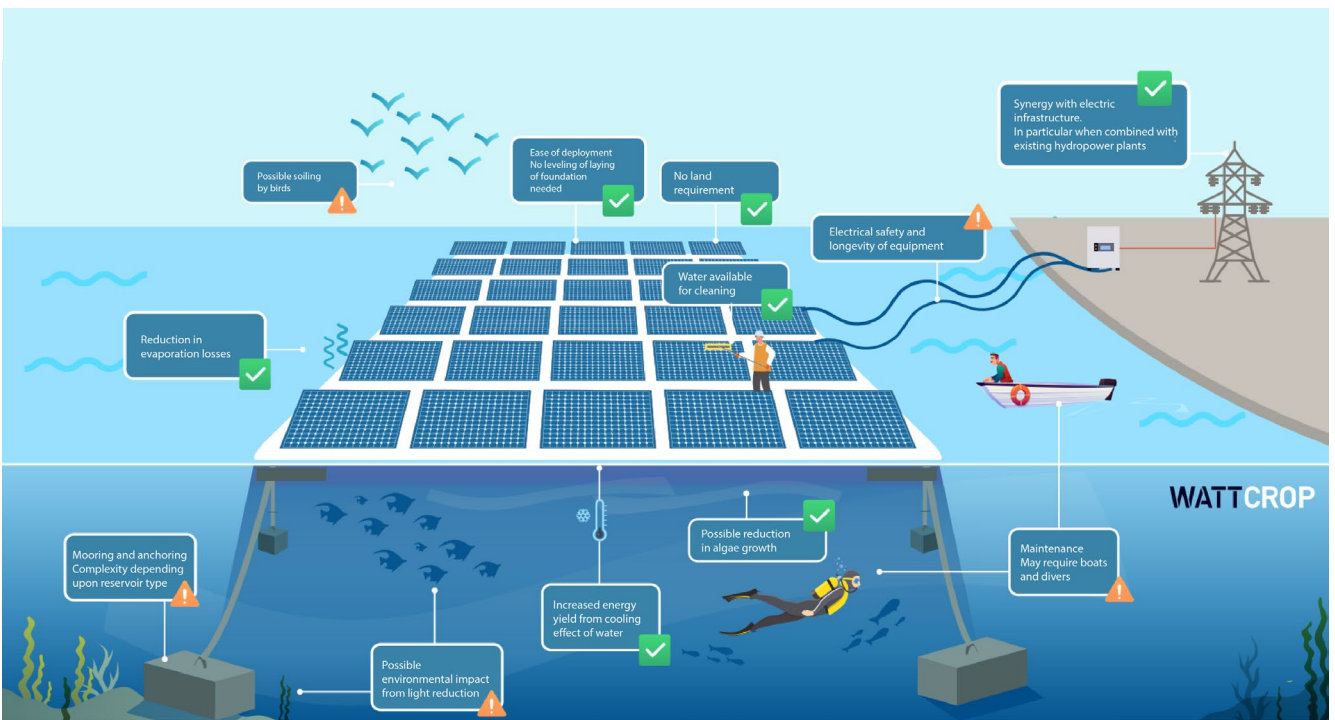 Synergy with electric
infrastructure.
In particular when combined with
existing hydropower plants
Ease of deployment
No leveling of laying
of foundation
needed
No land
requirement
Possible soiling
by birds
Electrical safety and
longevity of equipment
Water available
for cleaning
Reduction in
evaporation losses
WATTCROP
Possible reduction
in algae growth
Mooring and anchoring
Complexity depending
upon reservoir type
Maintenance
May require boats
and divers
Increased energy
yield from cooling
effect of water
Possible
environmental impact
from light reduction